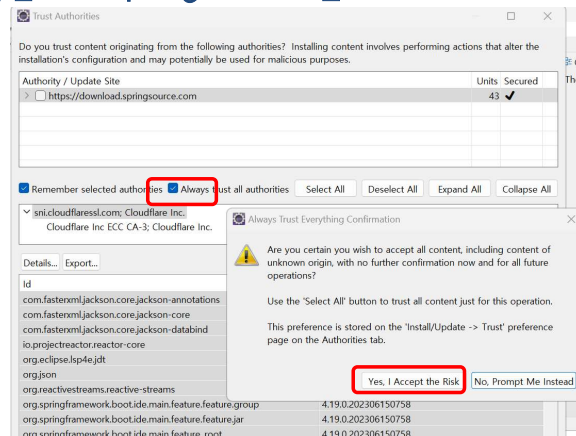 Trust Authorities
Do you trust content originating from the following authorities? Installing content involves performing actions that alter the
installation's configuration and may potentially be used for malicious purposes.
Authority / Update Site Units Secured
https://download.springsource.com 43
Remember selected authorities Always trust all authorities Select All Deselect All Expand All Collapse All
sni.cloudflaressl.com; Cloudflare Inc.
Cloudflare Inc ECC CA-3; Cloudflare Inc.
Always Trust Everything Confirmation
Are you certain you wish to accept all content, including content of
unknown origin, with no further confirmation now and for all future
operations?
Use the 'Select All' button to trust all content just for this operation.
This preference is stored on the 'Install/Update -> Trust' preference
page on the Authorities tab.
Yes, I Accept the Risk No, Prompt Me Instead
Details... Export...
Id
com.fasterxml.jackson.core.jackson-annotations
com.fasterxml.jackson.core.jackson-core
com.fasterxml.jackson.core.jackson-databind
io.projectreactor.reactor-core
org.eclipse.lsp4e.jdt
org.json
org.reactivestreams.reactive-streams
org.springframework.boot.ide.main.feature.feature.group 4.19.0.202306150758
org.springframework.boot.ide.main.feature.feature.jar 4.19.0.202306150758
org.springframework.boot.ide.main.feature_root 4.19.0.202306150758